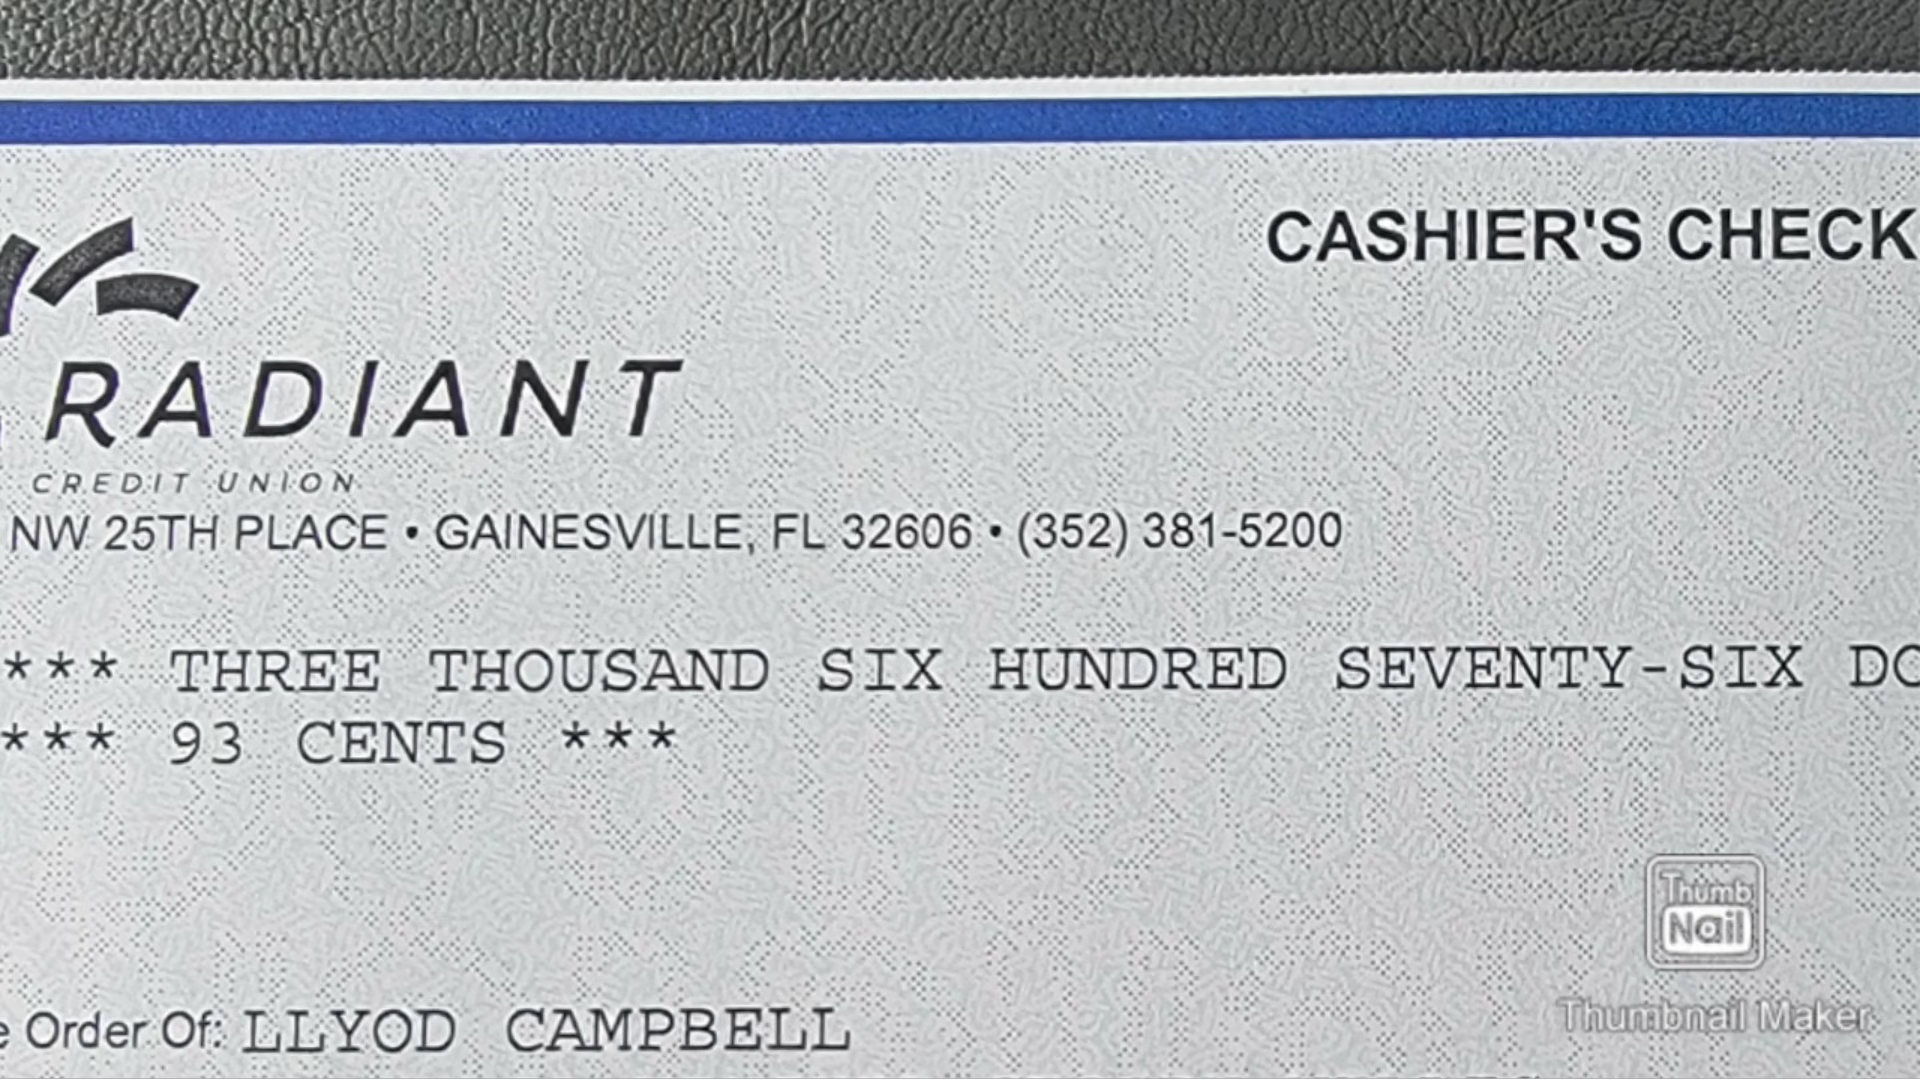 CASHIER'S CHECK
RADIANT
CREDIT UNION
NW 25TH PLACE • GAINESVILLE, FL 32606 • (352) 381-5200
*** THREE THOUSAND SIX HUNDRED SEVENTY-SIX DO
*** 93 CENTS ***
Thumb
Nail
Thumbnail Maker
e Order Of: LLYOD CAMPBELL